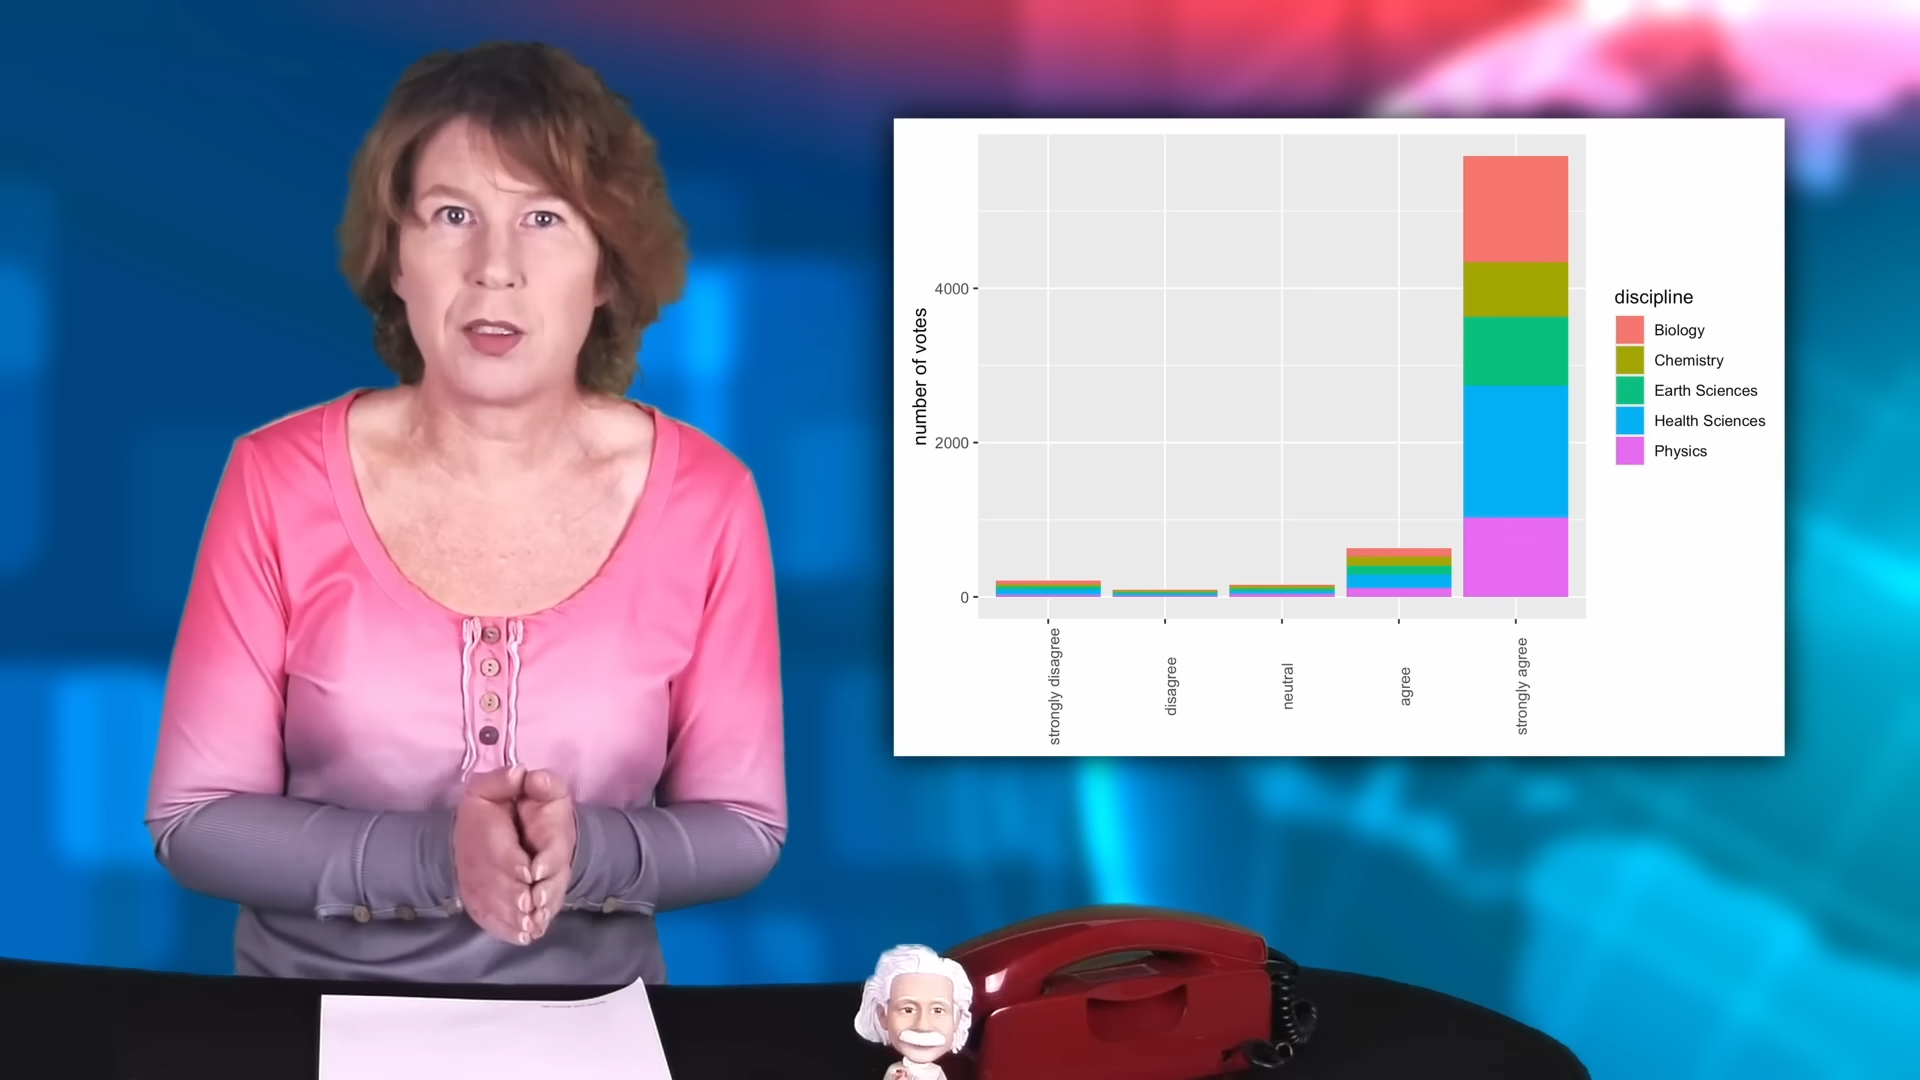 number of votes
4000
2000
0
strongly disagree
disagree
neutral
agree
strongly agree
discipline
Biology
Chemistry
Earth Sciences
Health Sciences
Physics